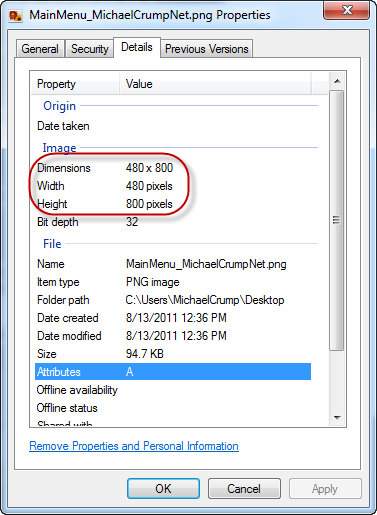 MainMenu_MichaelCrumpNet.png Properties
General Security Details Previous Versions
Property Value
Origin
Date taken
Image
Dimensions 480 x 800
Width 480 pixels
Height 800 pixels
Bit depth 32
File
Name MainMenu_MichaelCrumpNet.png
Item type PNG image
Folder path C:\Users\MichaelCrump\Desktop
Date created 8/13/2011 12:36 PM
Date modified 8/13/2011 12:36 PM
Size 94.7 KB
Attributes A
Offline availability
Offline status
Shared with
Remove Properties and Personal Information
OK Cancel Apply